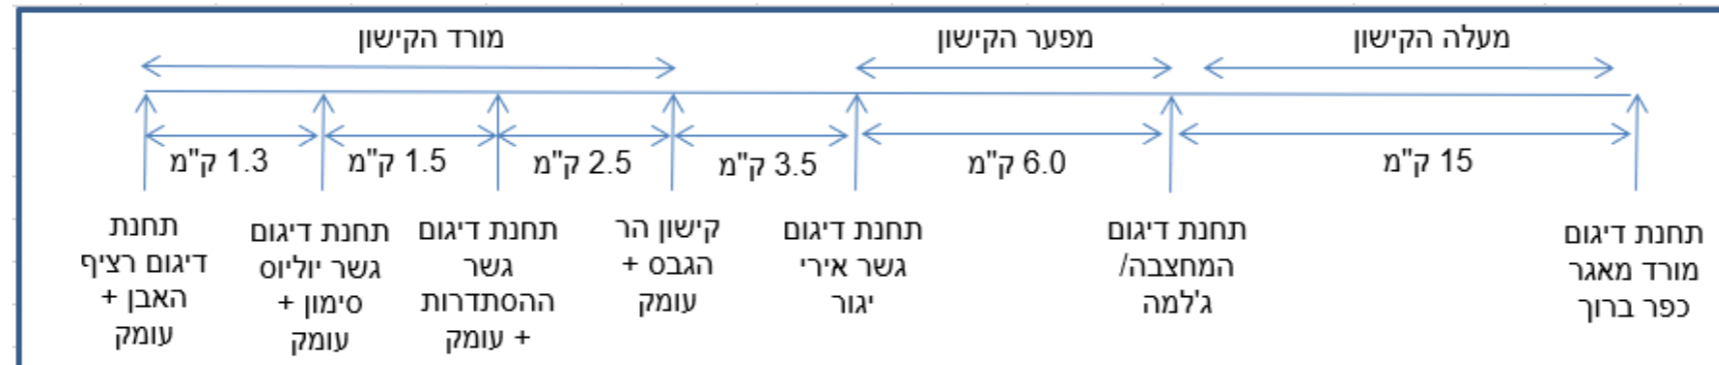 מעלה הקישון
מפער הקישון
מורד הקישון
15 ק"מ
6.0 ק"מ
3.5 ק"מ
2.5 ק"מ
1.5 ק"מ
1.3 ק"מ
תחנת דיגום
מורד מאגר
כפר ברוך
תחנת דיגום
המחצבה/
ג'למה
תחנת דיגום
גשר אירי
יגור
קישון הר
הגבס +
עומק
תחנת דיגום
גשר
ההסתדרות
+ עומק
תחנת דיגום
גשר יוליוס
סימון +
עומק
תחנת
דיגום רציף
האבן +
עומק